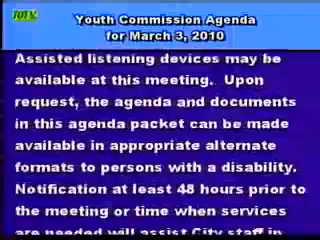 Youth Commission Agenda
for March 3, 2010
Assisted listening devices may be
available at this meeting.  Upon
request, the agenda and documents
in this agenda packet can be made
available in appropriate alternate
formats to persons with a disability.
Notification at least 48 hours prior to
the meeting or time when services
are needed will assist City staff in